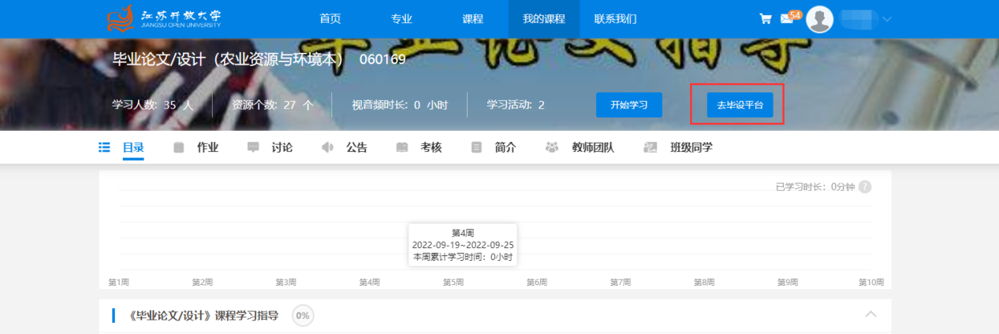 江苏开放大学
JIANGSU OPEN UNIVERSITY
首页 专业 课程 我的课程 联系我们
54
毕业论文指导
毕业论文/设计（农业资源与环境本） 060169
学习人数: 35 人 资源个数: 27 个 视音频时长: 0 小时 学习活动: 2 开始学习 去毕设平台
目录 作业 讨论 公告 考核 简介 教师团队 班级同学
已学习时长：0分钟 ?
第4周
2022-09-19~2022-09-25
本周累计学习时间：0小时
第1周 第2周 第3周 第4周 第5周 第6周 第7周 第8周 第9周 第10周
《毕业论文/设计》课程学习指导 0%